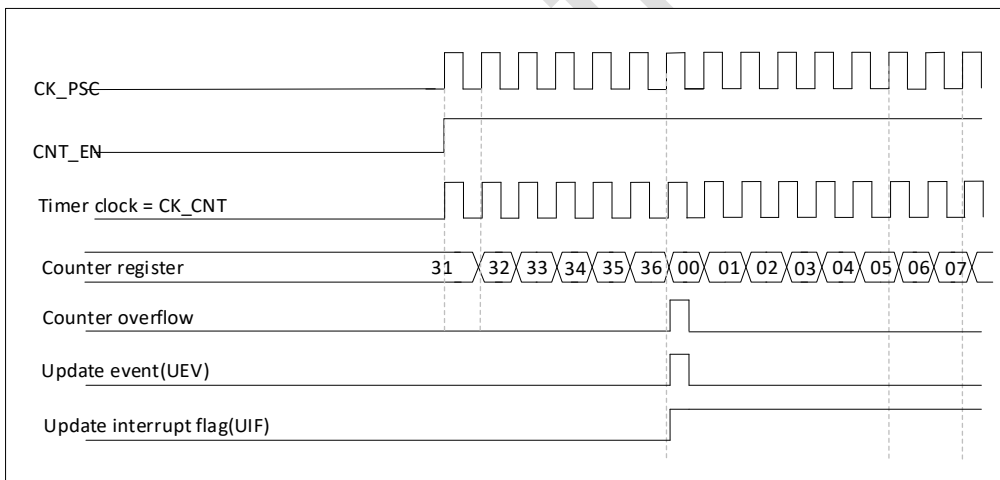 CK_PSC
CNT_EN
Timer clock = CK_CNT
Counter register 31 32 33 34 35 36 00 01 02 03 04 05 06 07
Counter overflow
Update event(UEV)
Update interrupt flag(UIF)